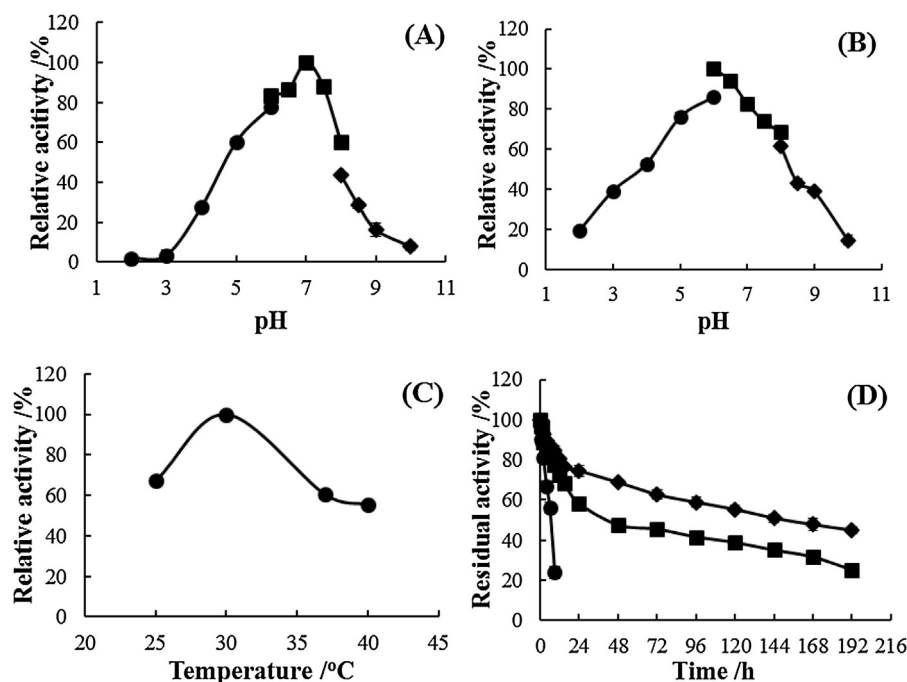 (A)
Relative acitivty /%
120
100
80
60
40
20
0
1 3 5 7 9 11
pH
(B)
Relative activity /%
120
100
80
60
40
20
0
1 3 5 7 9 11
pH
(C)
Relative activity /%
120
100
80
60
40
20
0
20 25 30 35 40 45
Temperature /°C
(D)
Residual activity /%
120
100
80
60
40
20
0
0 24 48 72 96 120 144 168 192 216
Time /h